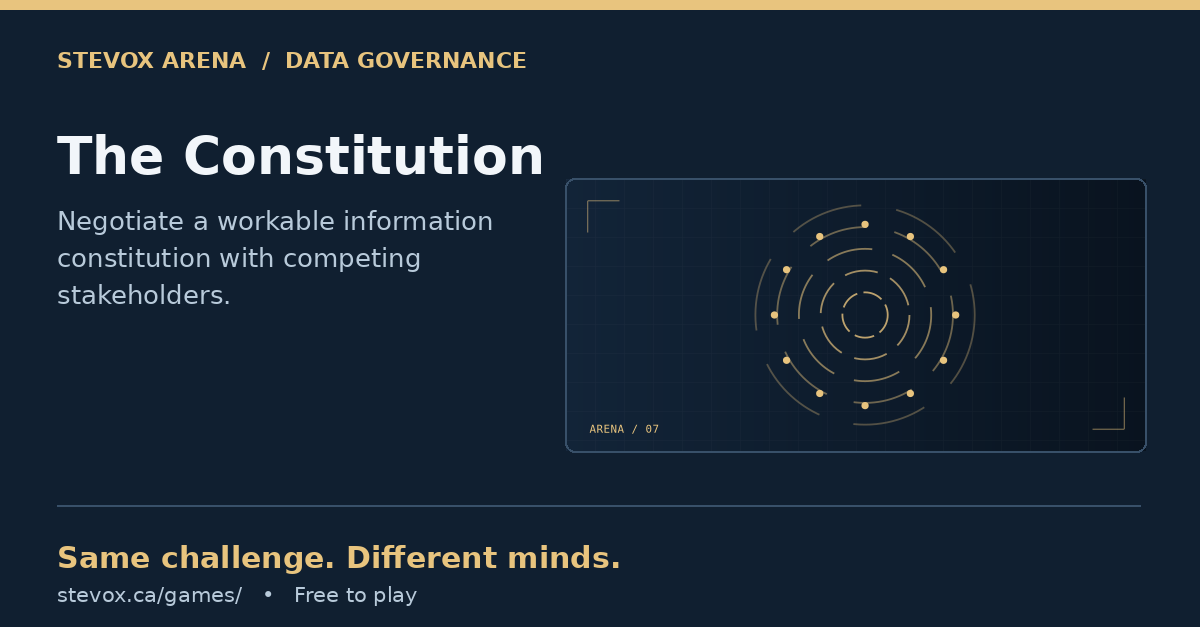 STEVOX ARENA / DATA GOVERNANCE
The Constitution
Negotiate a workable information
constitution with competing
stakeholders.
ARENA / 07
Same challenge. Different minds.
stevox.ca/games/ • Free to play